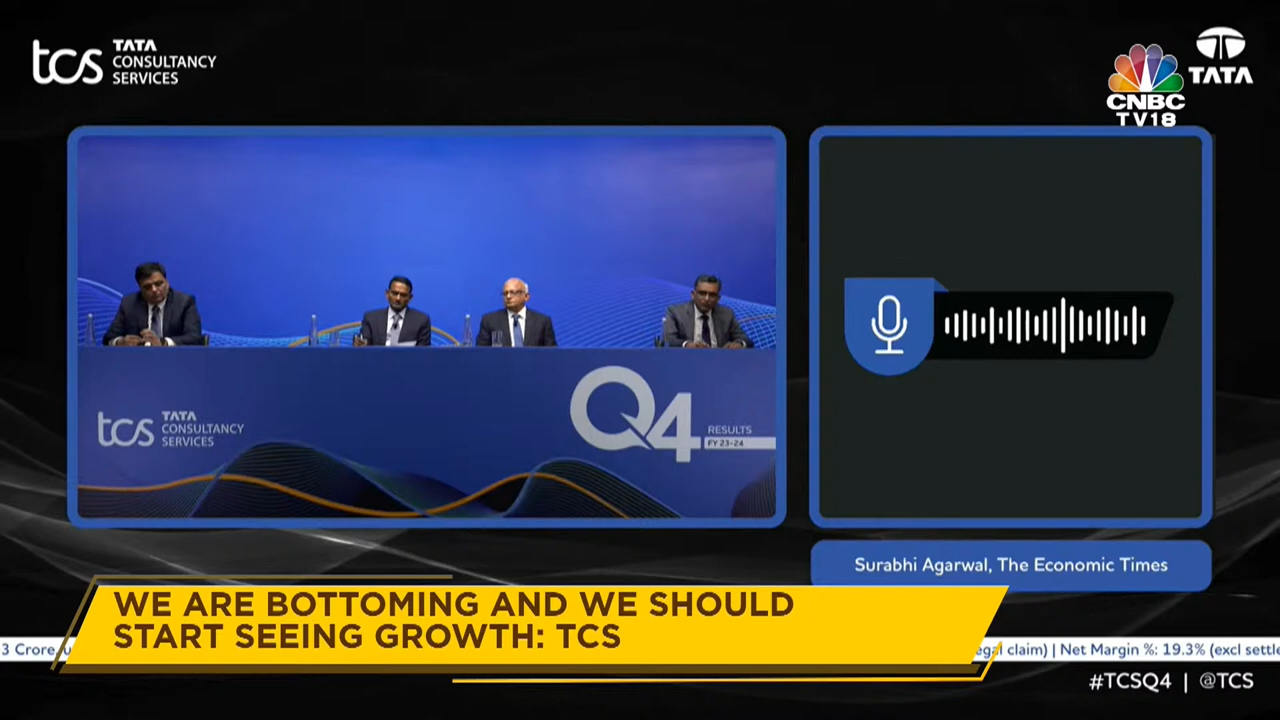 tcs
TATA
CONSULTANCY
SERVICES
CNBC
TV18
TATA
tcs
TATA
CONSULTANCY
SERVICES
Q4
RESULTS
FY 23-24
Surabhi Agarwal, The Economic Times
WE ARE BOTTOMING AND WE SHOULD
START SEEING GROWTH: TCS
3 Crore, claim) | Net Margin %: 19.3% (excl
#TCSQ4 | @TCS